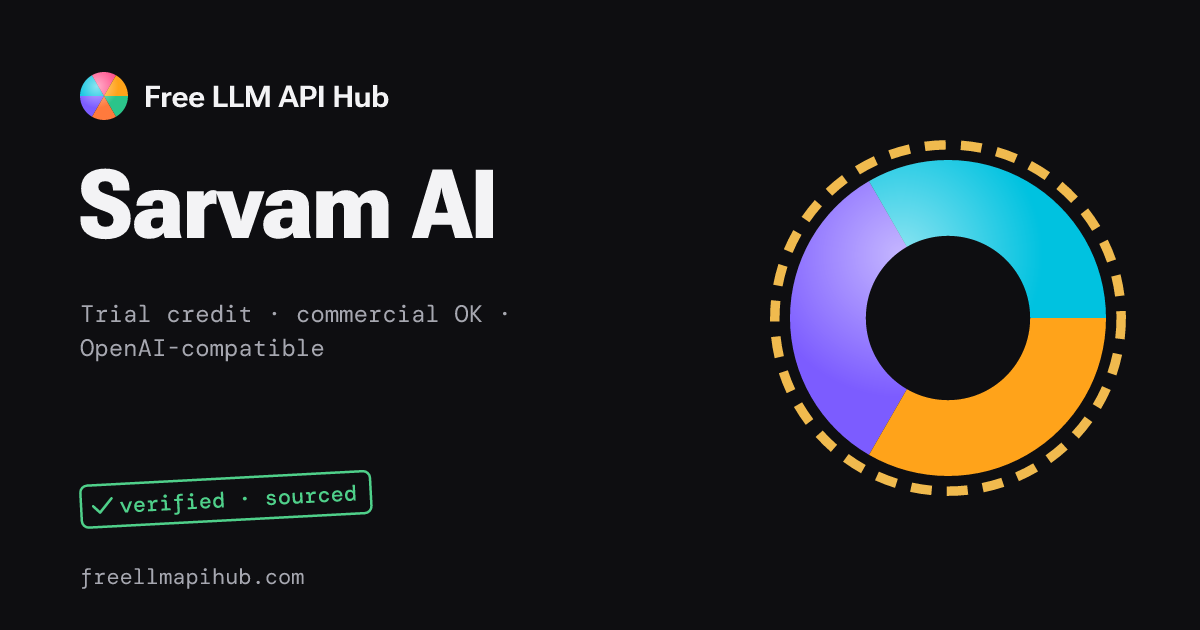 Free LLM API Hub
Sarvam AI
Trial credit · commercial OK ·
OpenAI-compatible
verified · sourced
freellmapihub.com